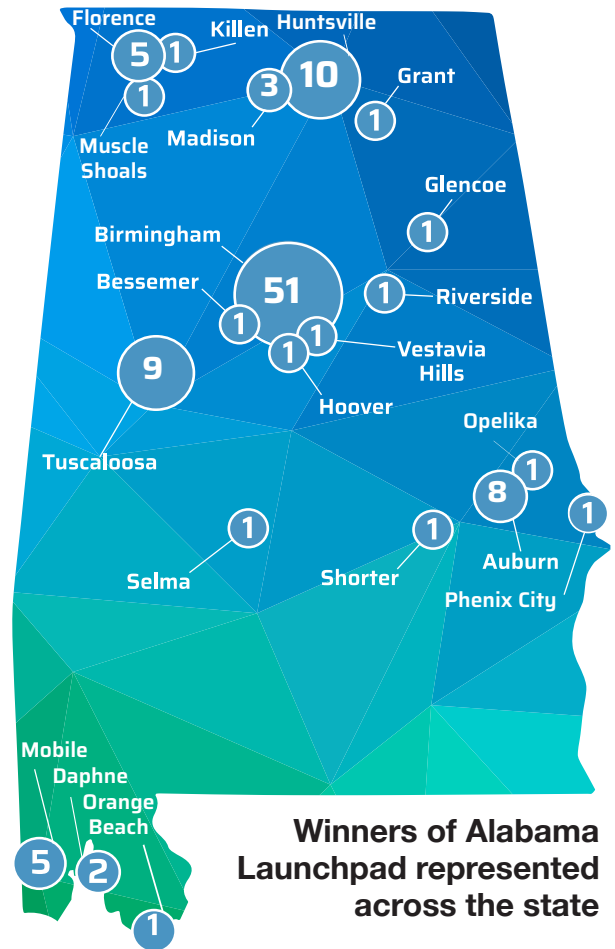 Florence
5
1
Killen
Huntsville
10
3
Madison
1
Muscle
Shoals
Grant
1
Glencoe
1
Birmingham
51
Bessemer
1
1
Riverside
1
Vestavia
Hills
1
Hoover
9
Tuscaloosa
Opelika
1
8
Auburn
1
Phenix City
1
Selma
1
Shorter
Mobile
5
Daphne
2
Orange
Beach
1
Winners of Alabama
Launchpad represented
across the state